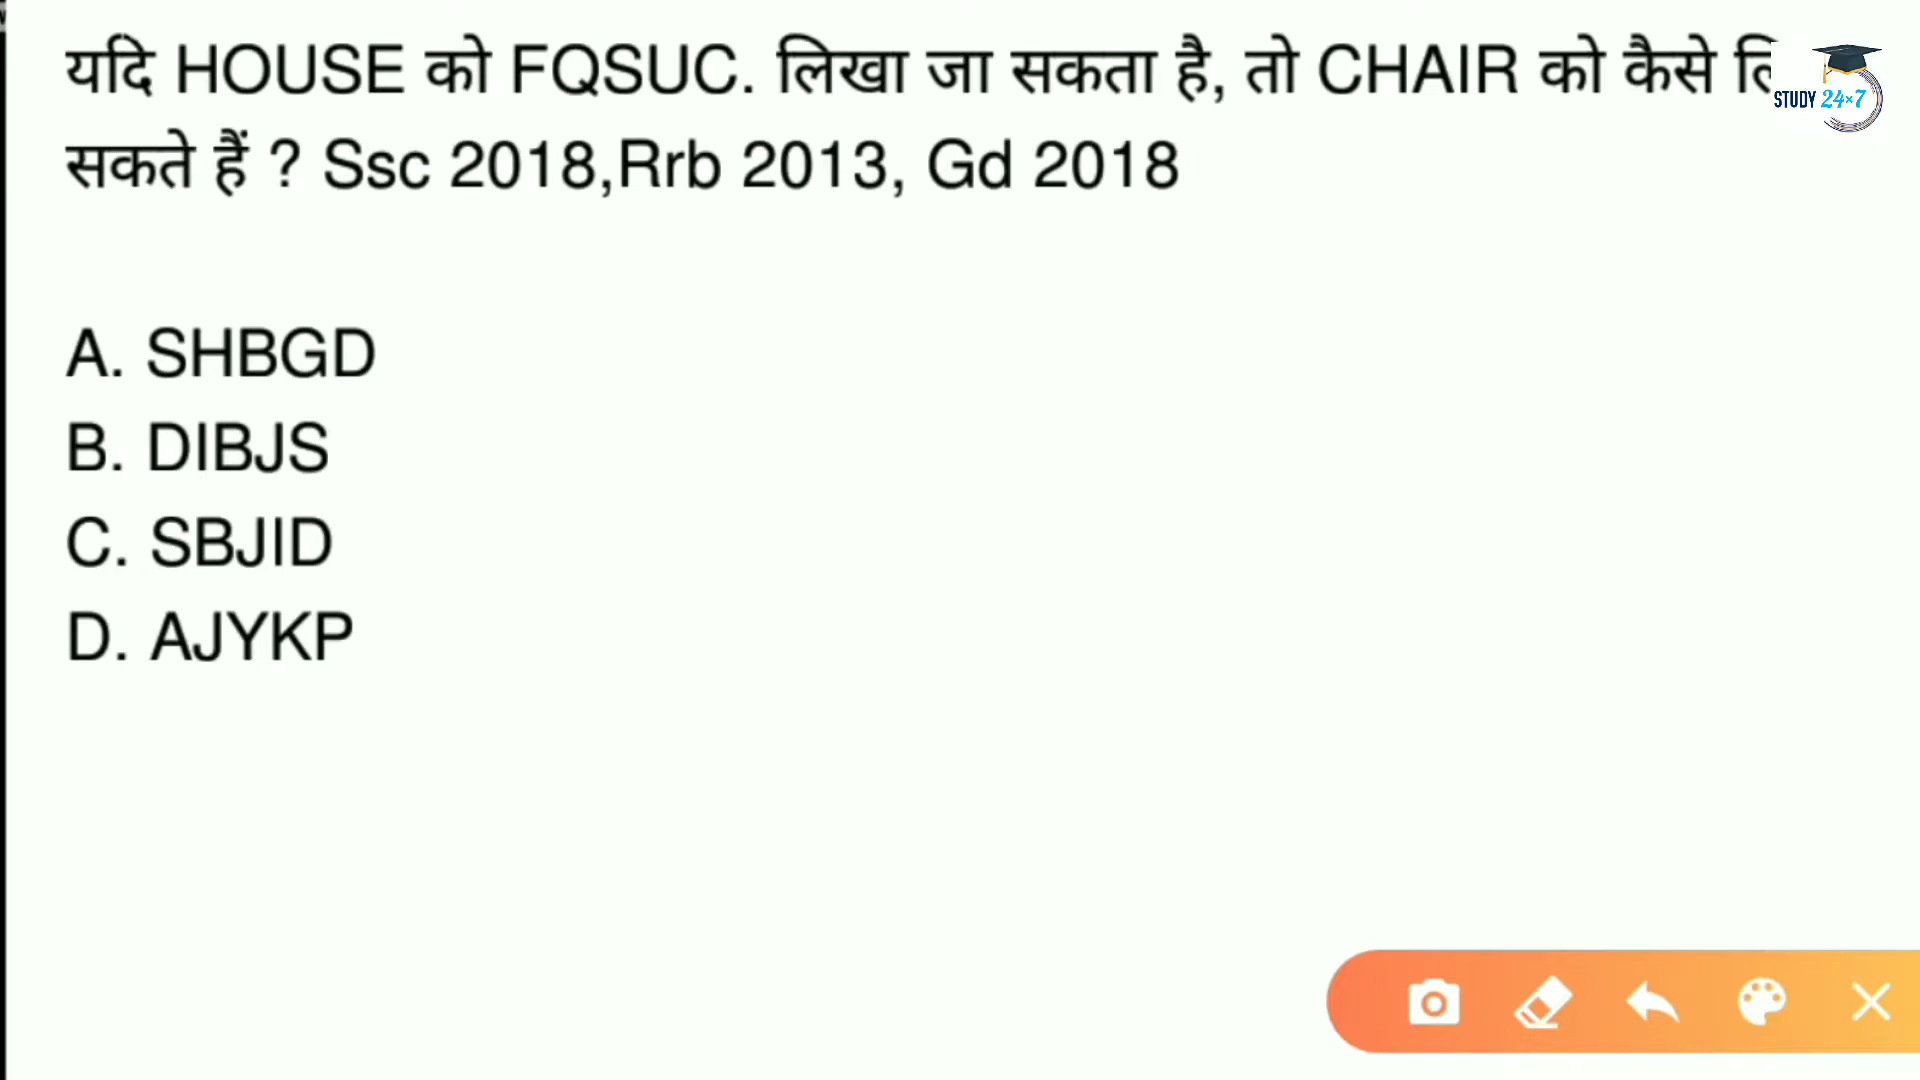 यदि HOUSE को FQSUC. लिखा जा सकता है, तो CHAIR को कैसे
सकते हैं ? Ssc 2018,Rrb 2013, Gd 2018
A. SHBGD
B. DIBJS
C. SBJID
D. AJYKP
STUDY 24×7